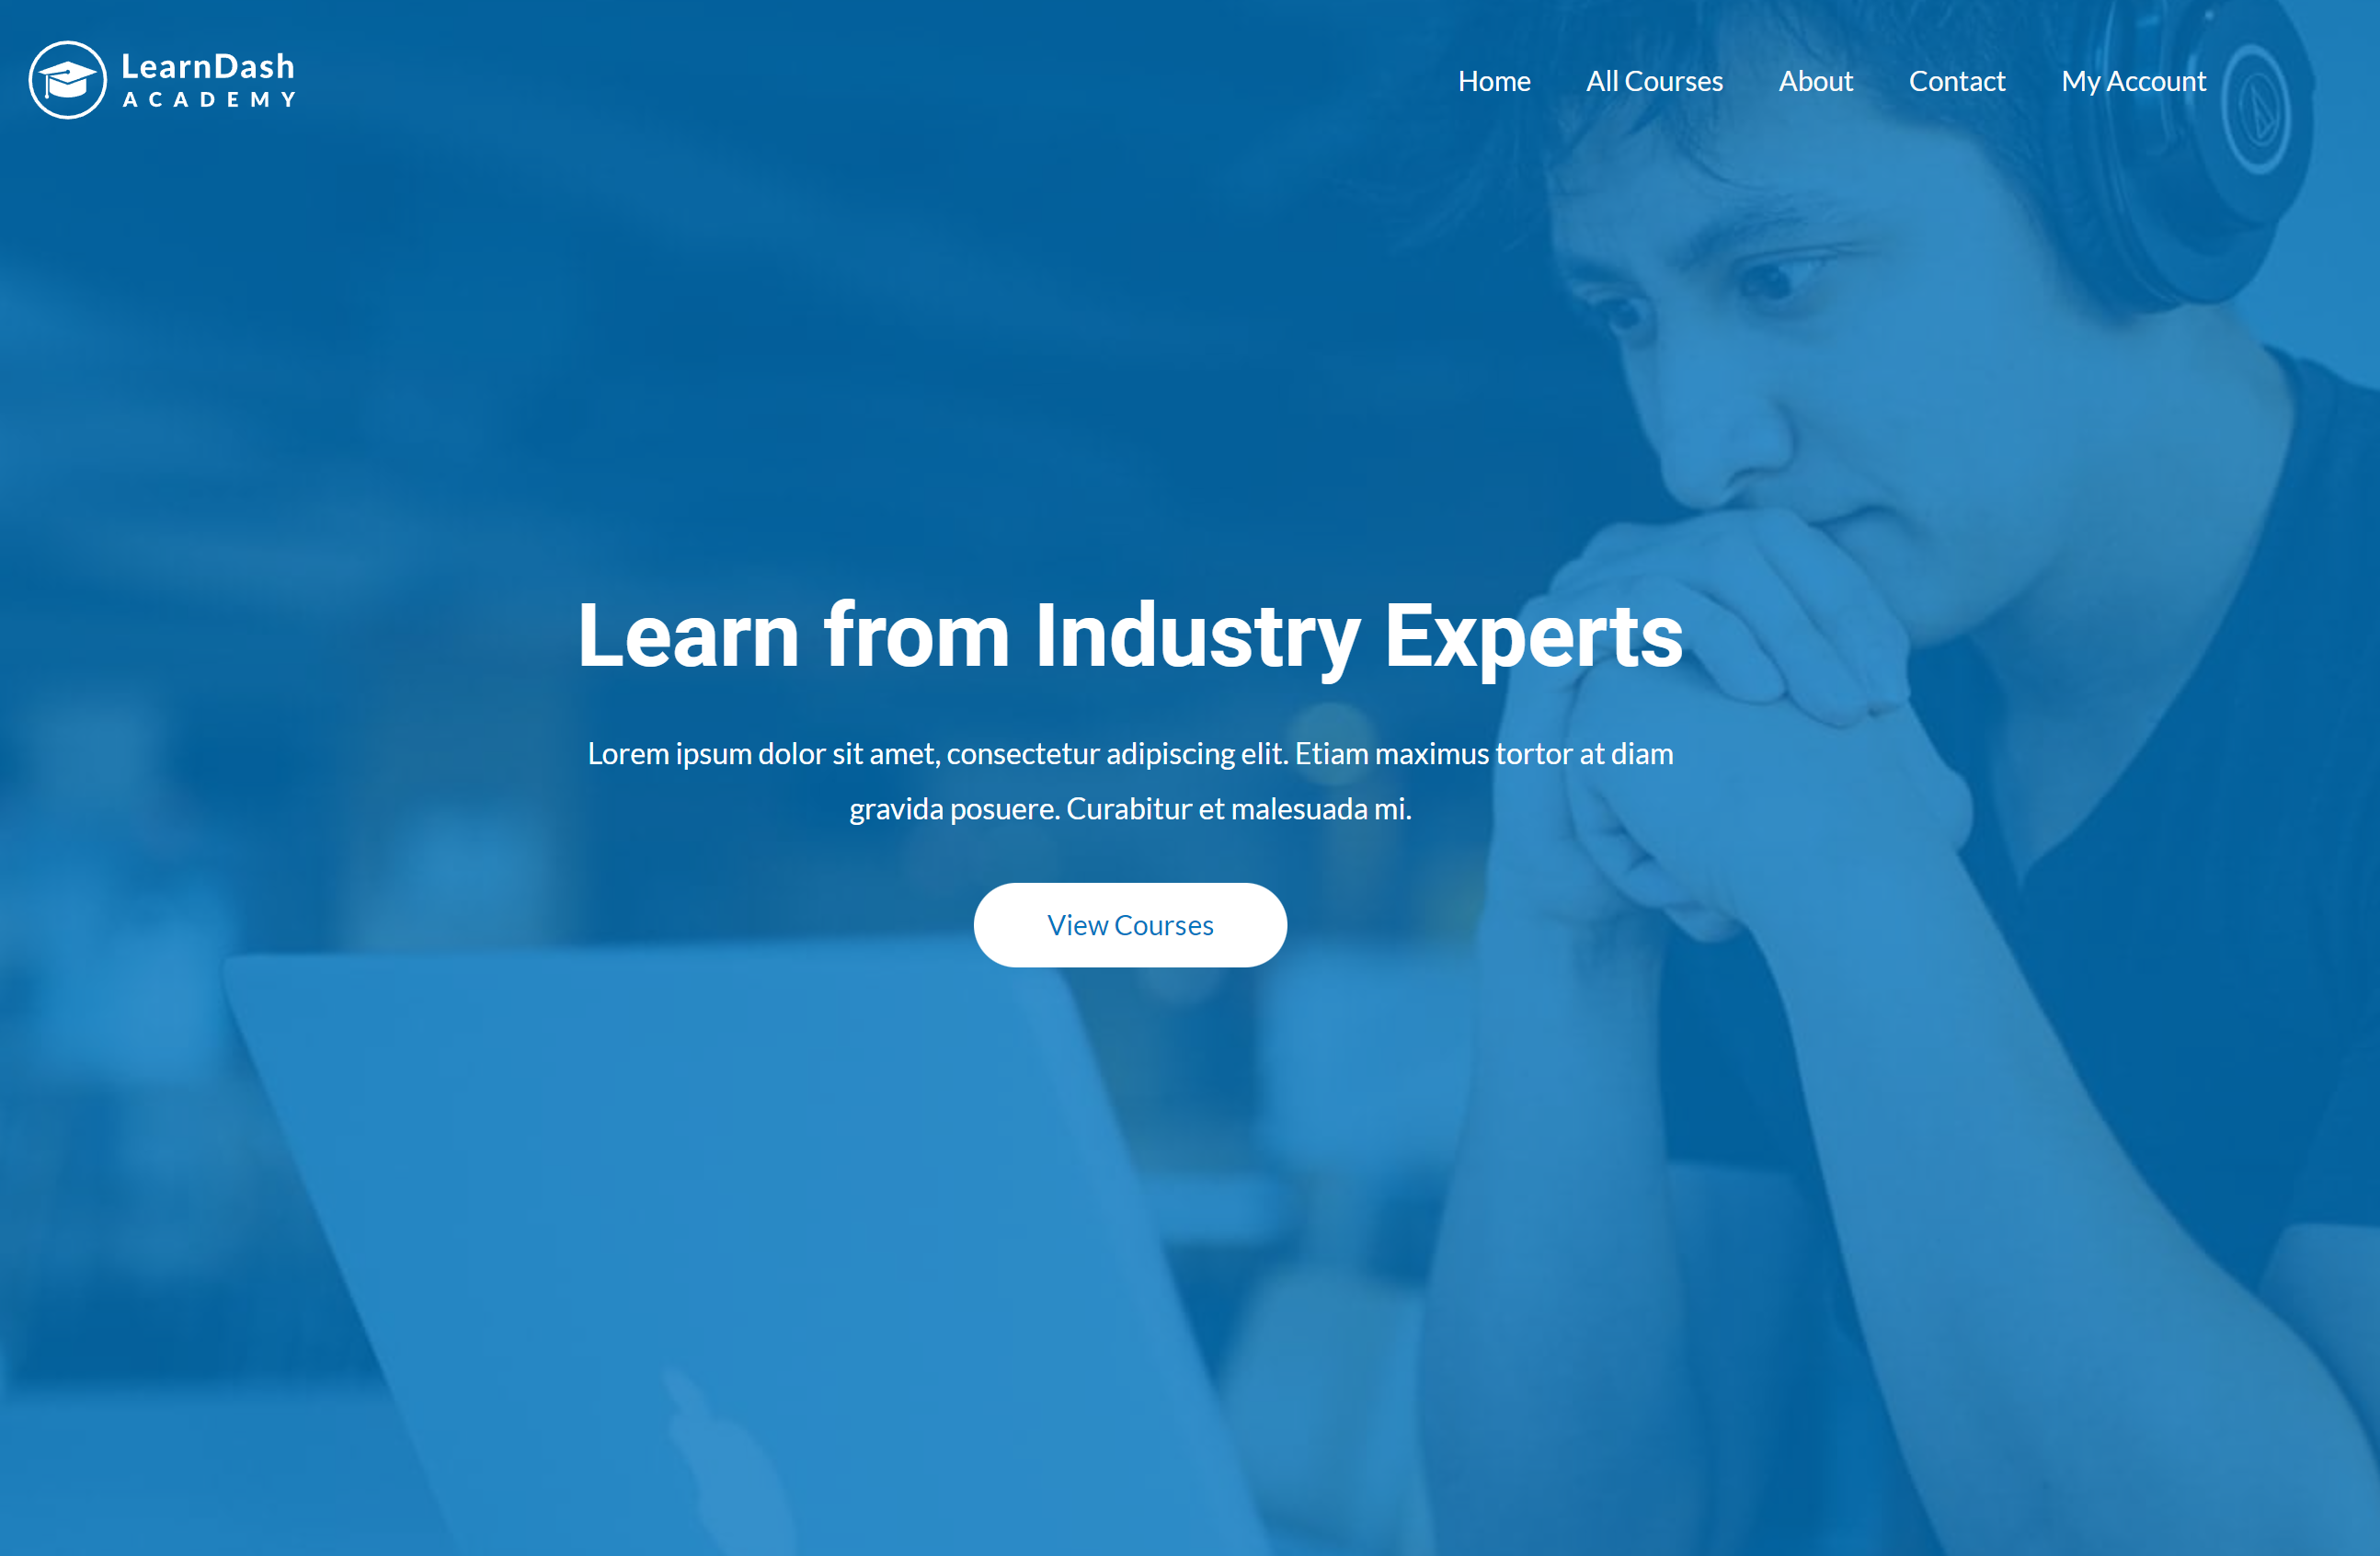 LearnDash
ACADEMY
Home All Courses About Contact My Account
Learn from Industry Experts
Lorem ipsum dolor sit amet, consectetur adipiscing elit. Etiam maximus tortor at diam
gravida posuere. Curabitur et malesuada mi.
View Courses